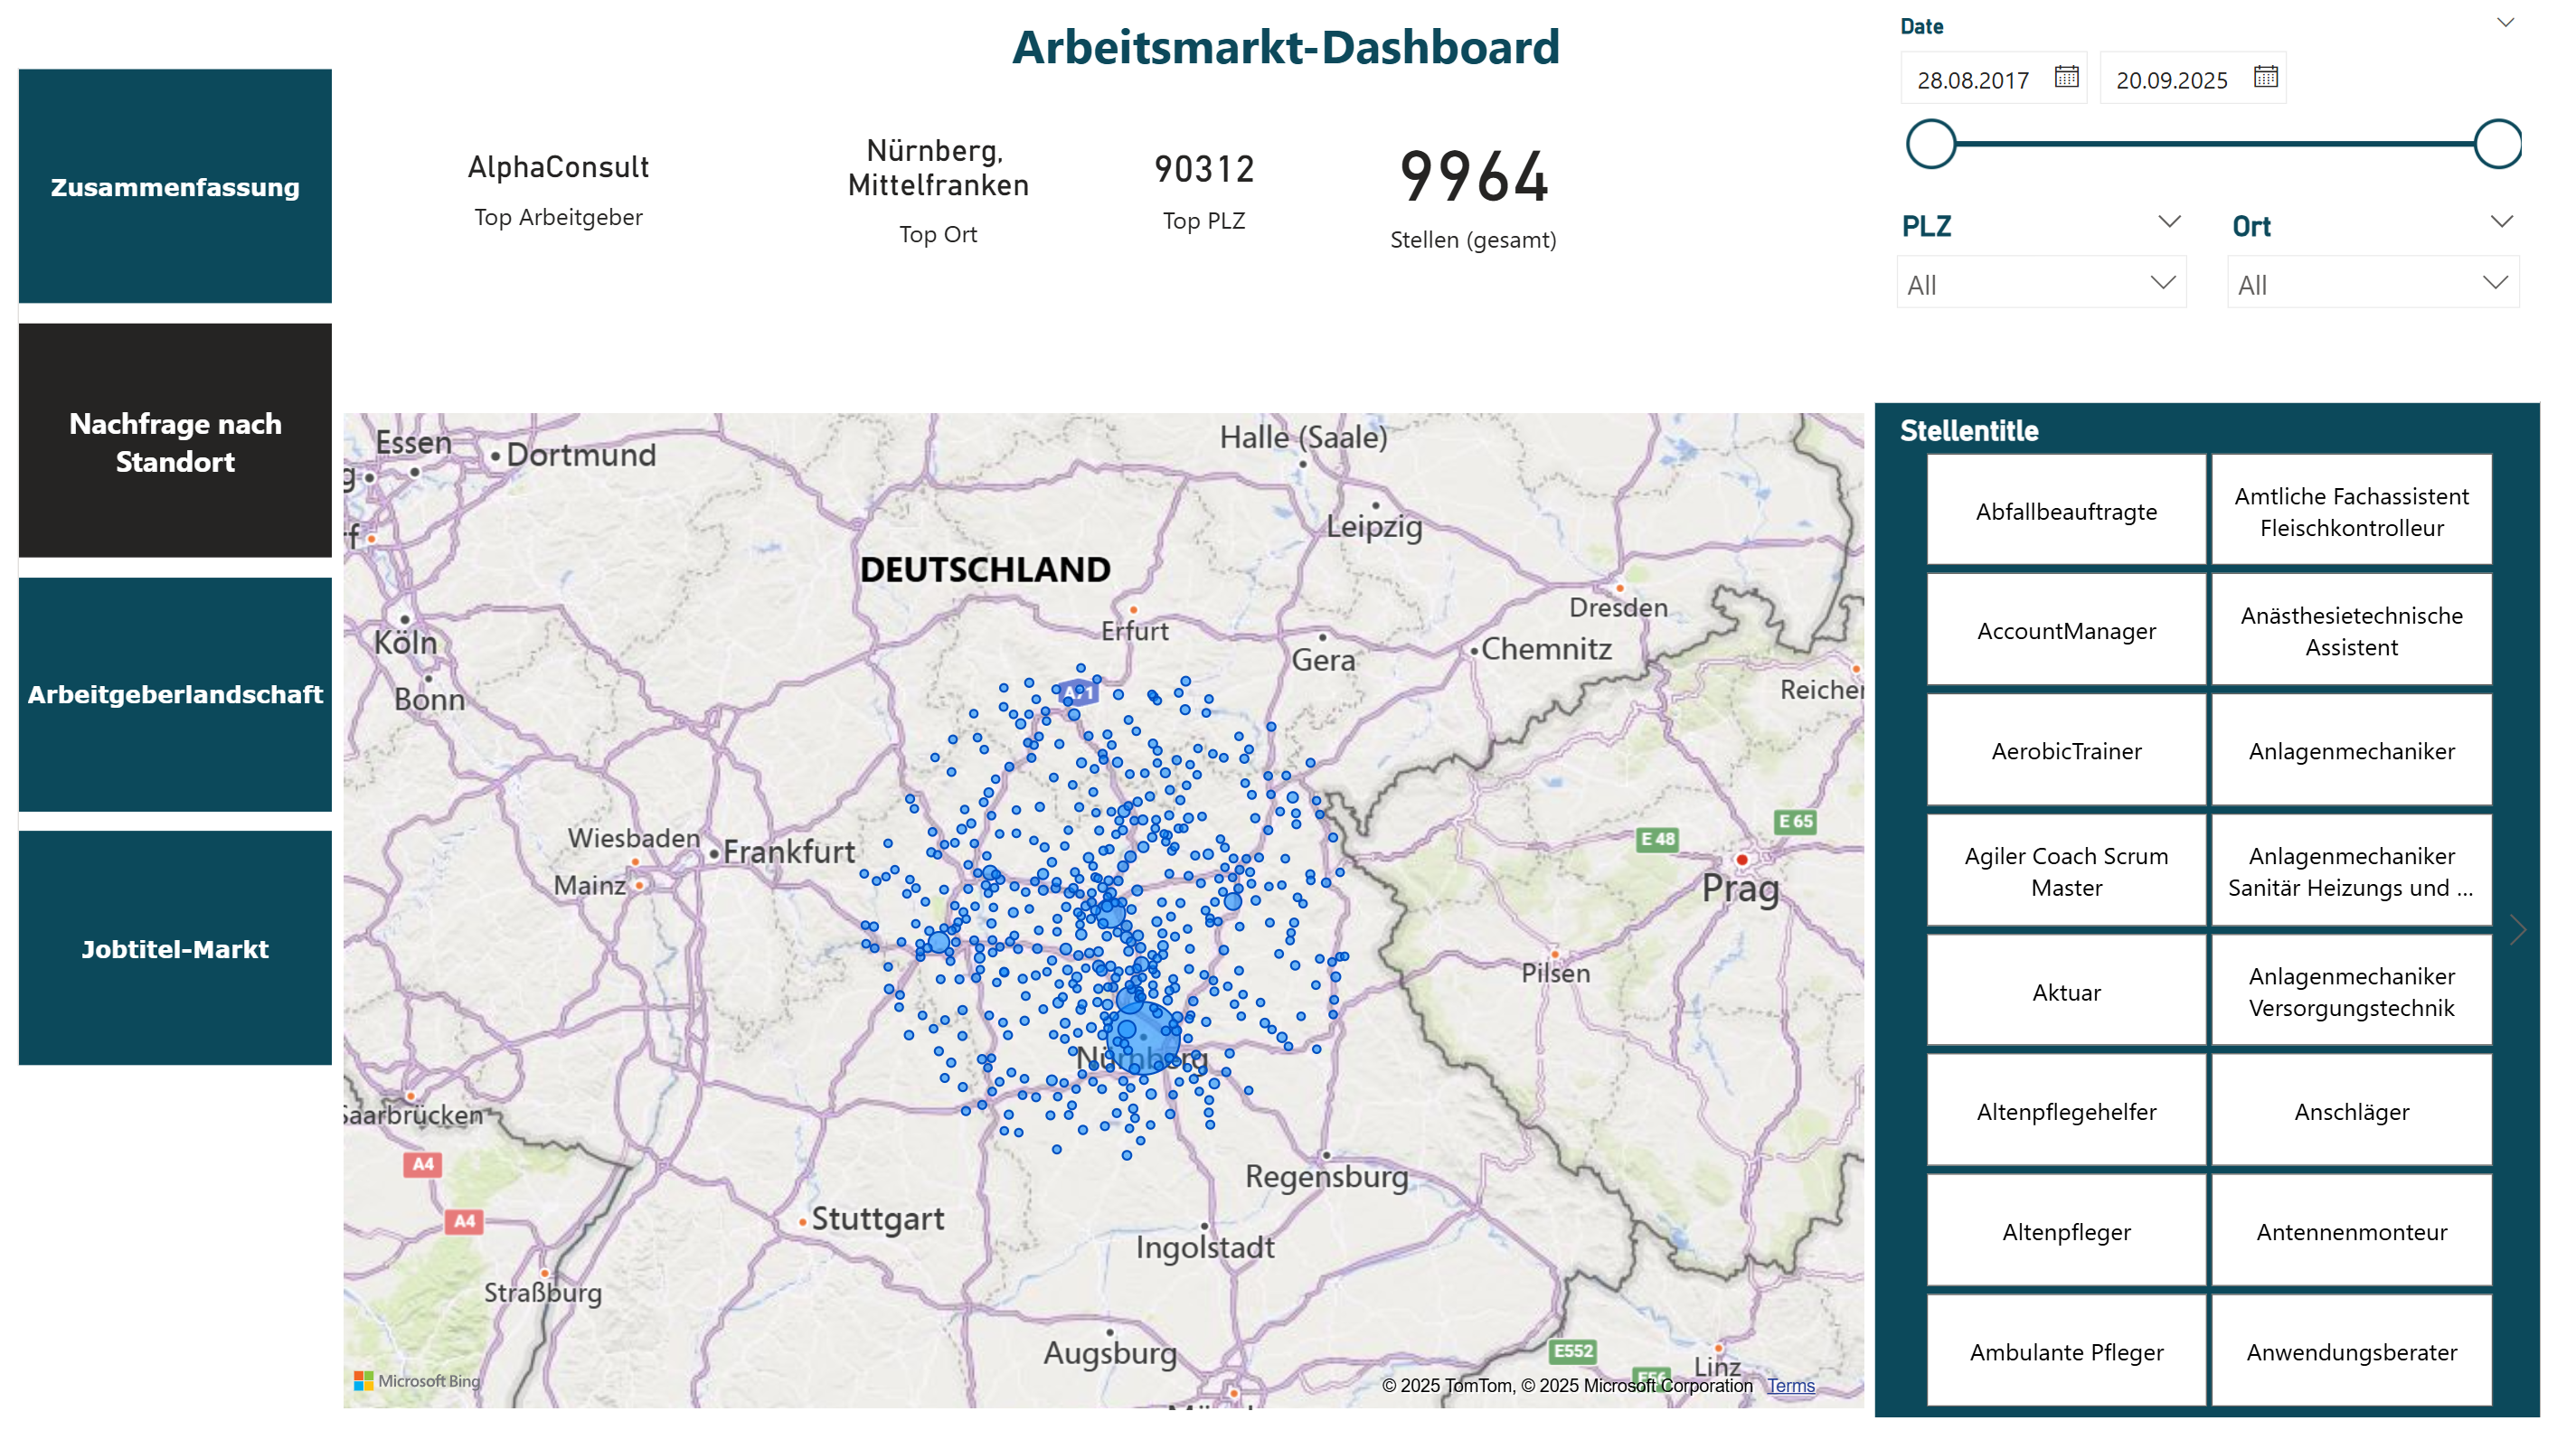 Arbeitsmarkt-Dashboard
Date
28.08.2017
20.09.2025
Zusammenfassung
Nachfrage nach
Standort
Arbeitgeberlandschaft
Jobtitel-Markt
AlphaConsult
Top Arbeitgeber
Nürnberg,
Mittelfranken
Top Ort
90312
Top PLZ
9964
Stellen (gesamt)
PLZ
All
Ort
All
Essen
Dortmund
Halle (Saale)
Leipzig
DEUTSCHLAND
Dresden
Erfurt
Köln
Gera
Chemnitz
Bonn
A71
Wiesbaden
Frankfurt
Mainz
E 65
E 48
Prag
Pilsen
Nürnberg
Saarbrücken
A4
Regensburg
A4
Stuttgart
Ingolstadt
Straßburg
Augsburg
E552
Linz
Microsoft Bing
© 2025 TomTom, © 2025 Microsoft Corporation Terms
Stellentitle
Abfallbeauftragte
Amtliche Fachassistent
Fleischkontrolleur
AccountManager
Anästhesietechnische
Assistent
AerobicTrainer
Anlagenmechaniker
Agiler Coach Scrum
Master
Anlagenmechaniker
Sanitär Heizungs und ...
Aktuar
Anlagenmechaniker
Versorgungstechnik
Altenpflegehelfer
Anschläger
Altenpfleger
Antennenmonteur
Ambulante Pfleger
Anwendungsberater